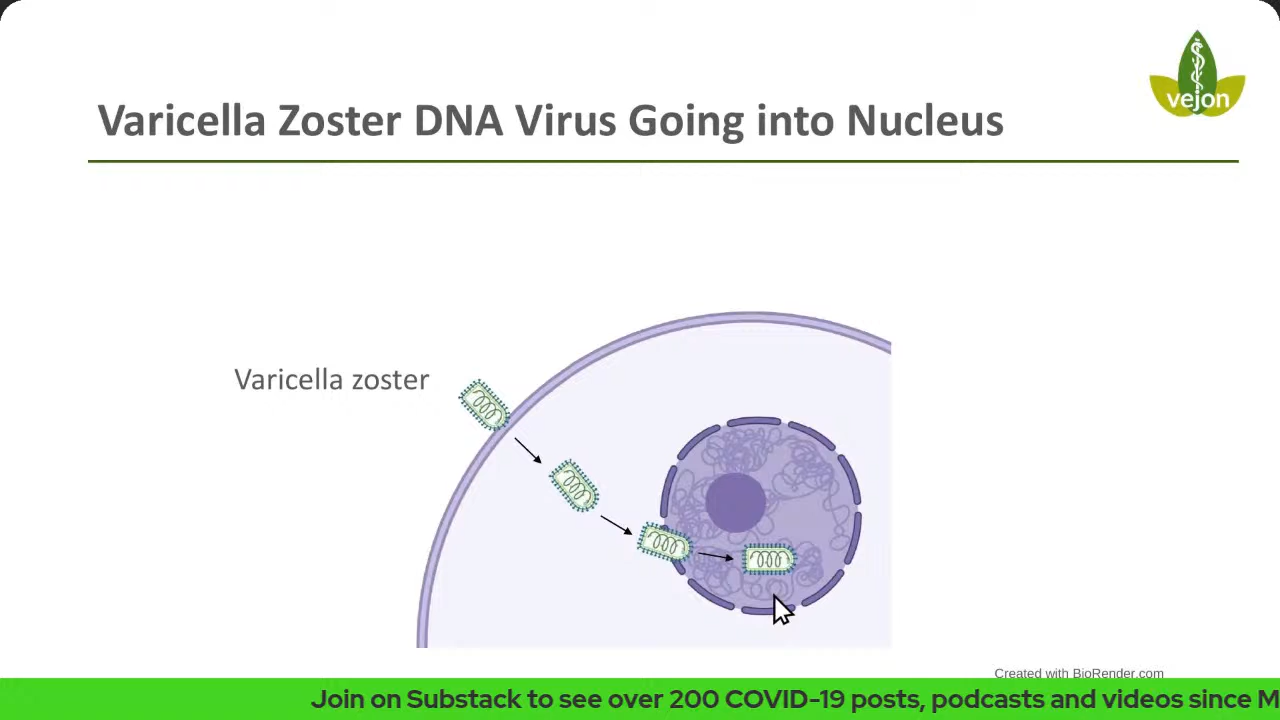 vejon
Varicella Zoster DNA Virus Going into Nucleus
Varicella zoster
Created with BioRender.com
Join on Substack to see over 200 COVID-19 posts, podcasts and videos since M